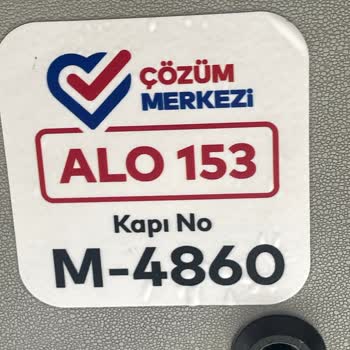 ÇÖZÜM
MERKEZİ
ALO 153
Kapı No
M-4860